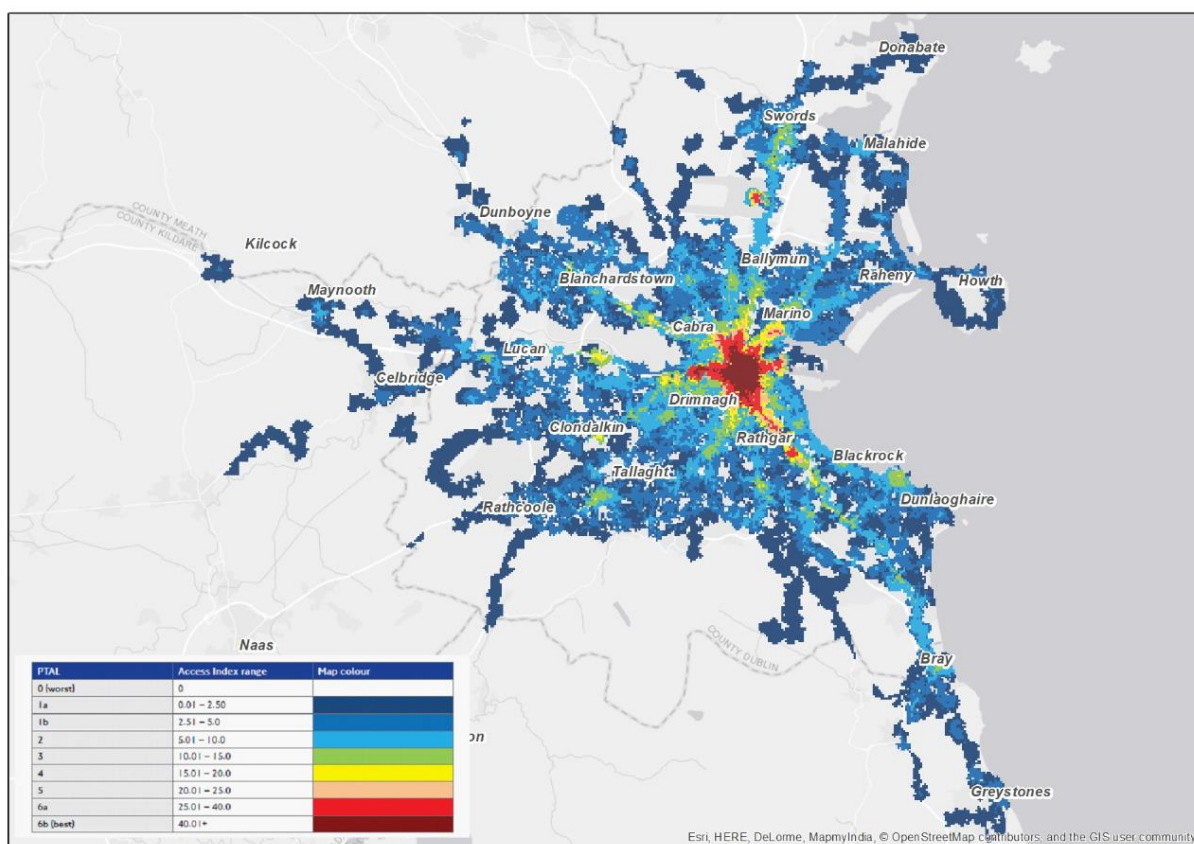 Donabate
Swords
Malahide
COUNTY MEATH
COUNTY KILDARE
Dunboyne
Kilcock
Ballymun
Blanchardstown
Raheny
Howth
Maynooth
Marino
Cabra
Lucan
Celbridge
Drimnagh
Clondalkin
Rathgar
Blackrock
Tallaght
Dunlaoghaire
Rathcoole
COUNTY DUBLIN
Naas
Bray
PTAL Access Index range Map colour
0 (worst) 0
1a 0.01 – 2.50
1b 2.51 – 5.0
2 5.01 – 10.0
on
3 10.01 – 15.0
4 15.01 – 20.0
5 20.01 – 25.0
6a 25.01 – 40.0
6b (best) 40.01+
Greystones
Esri, HERE, DeLorme, MapmyIndia, © OpenStreetMap contributors, and the GIS user community